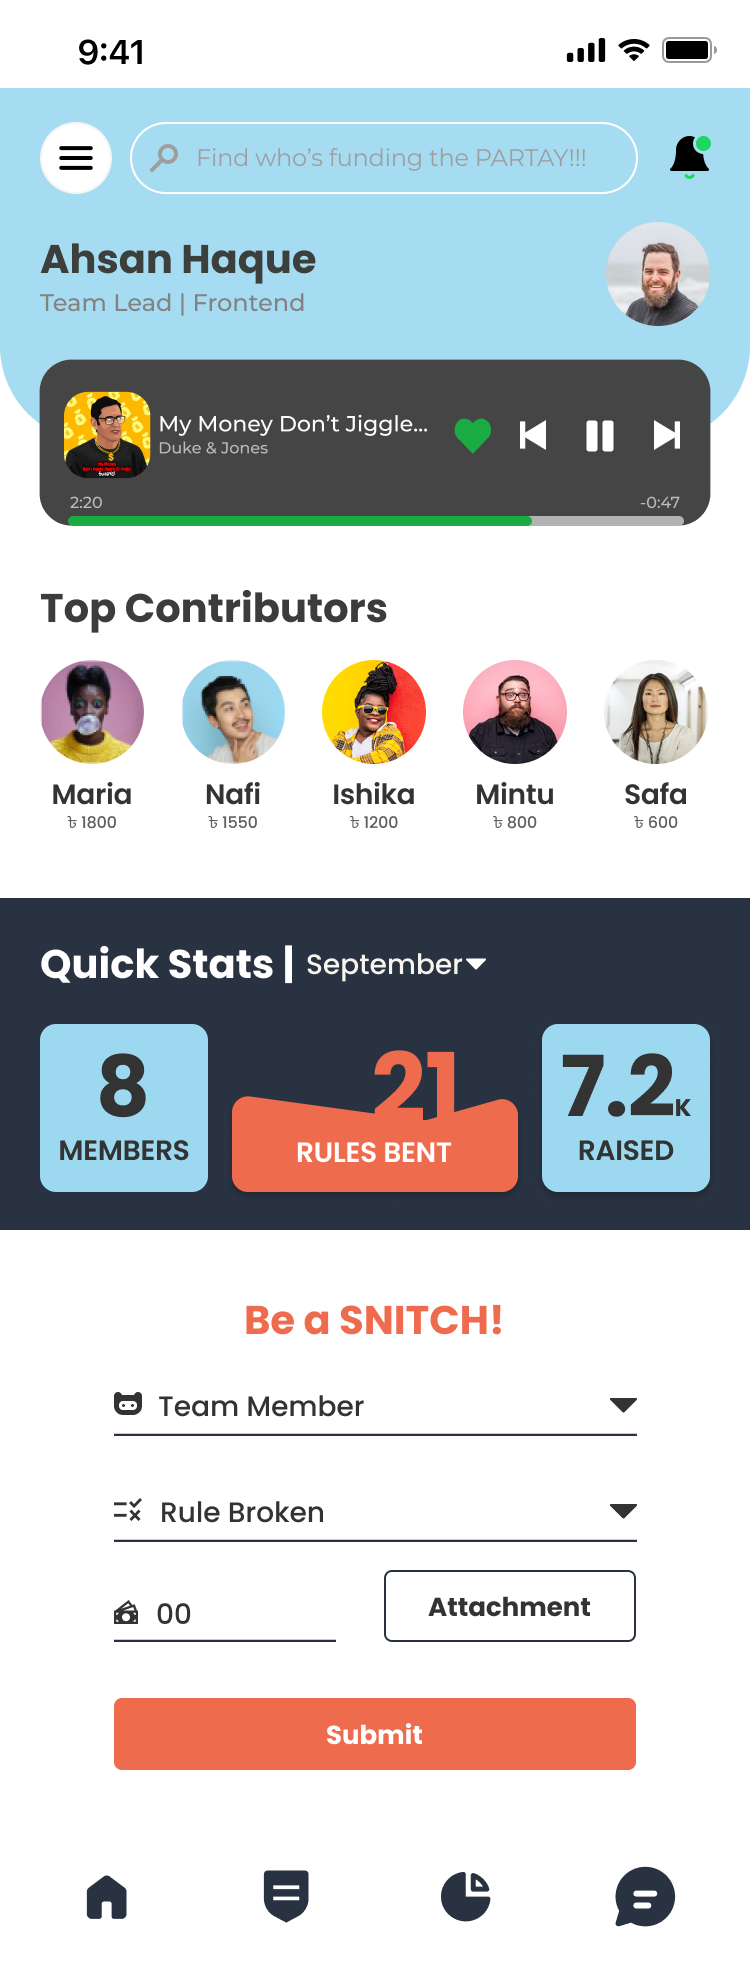 9:41
Find who's funding the PARTAY!!!
Ahsan Haque
Team Lead | Frontend
My Money Don't Jiggle...
Duke & Jones
2:20
-0:47
Top Contributors
Maria
Nafi
Ishika
Mintu
Safa
৳ 1800
৳ 1550
৳ 1200
৳ 800
৳ 600
Quick Stats | September
8
MEMBERS
21
RULES BENT
7.2K
RAISED
Be a SNITCH!
Team Member
Rule Broken
00
Attachment
Submit